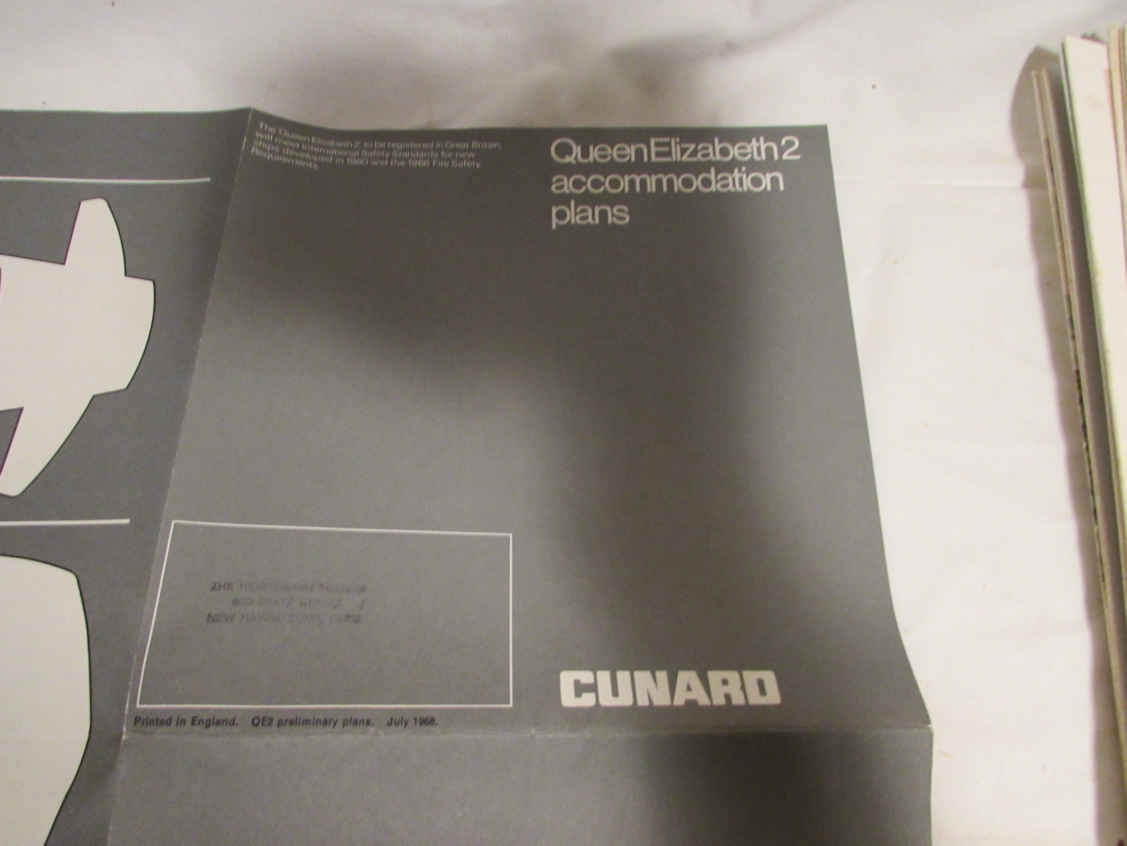 The Queen Elizabeth 2, to be registered in Great Britain,
will meet International Safety Standards for new
ships developed in 1960 and the 1966 Fire Safety
Requirements.
Queen Elizabeth 2
accommodation
plans
THE
NEW
CUNARD
Printed in England. QE2 preliminary plans. July 1968.